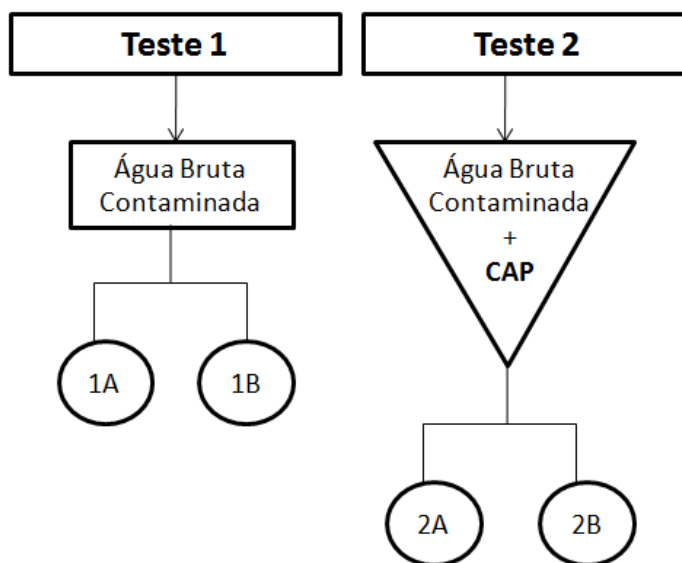 Teste 1
Água Bruta
Contaminada
1A
1B
Teste 2
Água Bruta
Contaminada
+
CAP
2A
2B